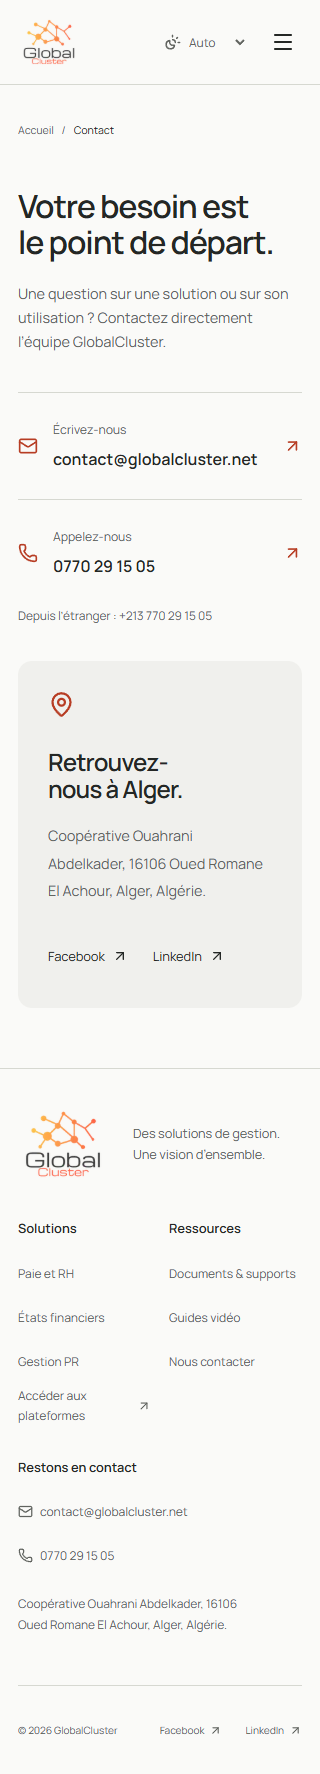 Global
Cluster
Auto
Accueil / Contact
Votre besoin est
le point de départ.
Une question sur une solution ou sur son
utilisation ? Contactez directement
l'équipe GlobalCluster.
Écrivez-nous
contact@globalcluster.net
Appelez-nous
0770 29 15 05
Depuis l'étranger : +213 770 29 15 05
Retrouvez-
nous à Alger.
Coopérative Ouahrani
Abdelkader, 16106 Oued Romane
El Achour, Alger, Algérie.
Facebook LinkedIn
Global
Cluster
Des solutions de gestion.
Une vision d'ensemble.
Solutions
Paie et RH
États financiers
Gestion PR
Accéder aux
plateformes
Ressources
Documents & supports
Guides vidéo
Nous contacter
Restons en contact
contact@globalcluster.net
0770 29 15 05
Coopérative Ouahrani Abdelkader, 16106
Oued Romane El Achour, Alger, Algérie.
© 2026 GlobalCluster Facebook LinkedIn